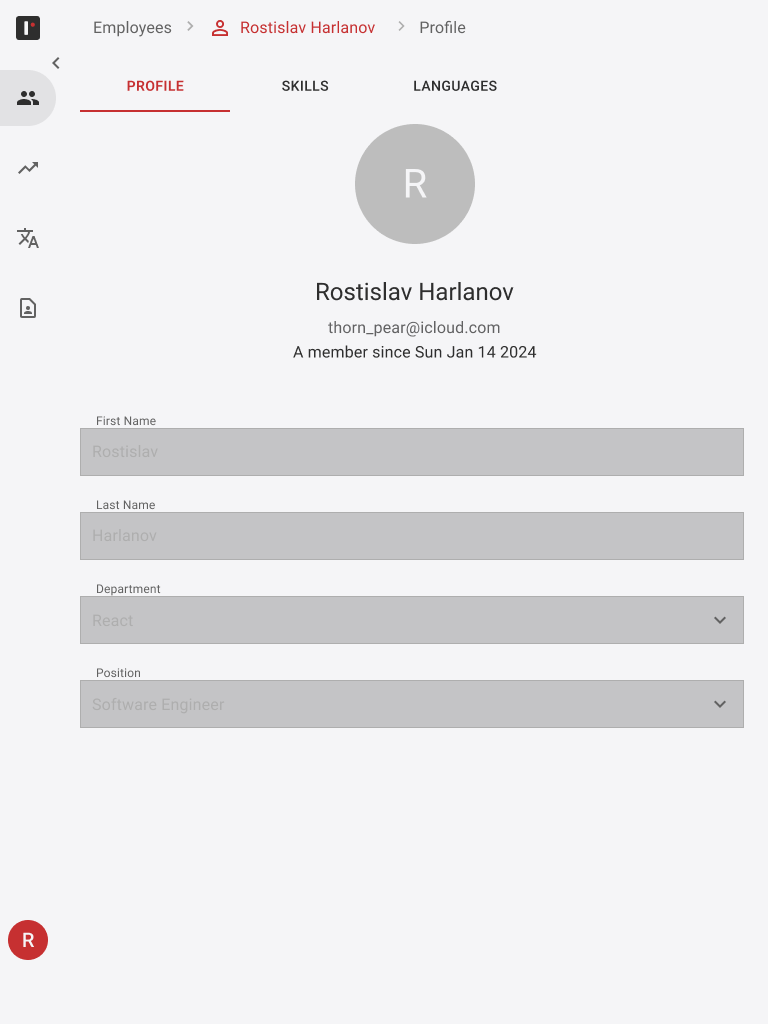 Employees > Rostislav Harlanov > Profile
PROFILE SKILLS LANGUAGES
R
Rostislav Harlanov
thorn_pear@icloud.com
A member since Sun Jan 14 2024
First Name
Rostislav
Last Name
Harlanov
Department
React
Position
Software Engineer
R